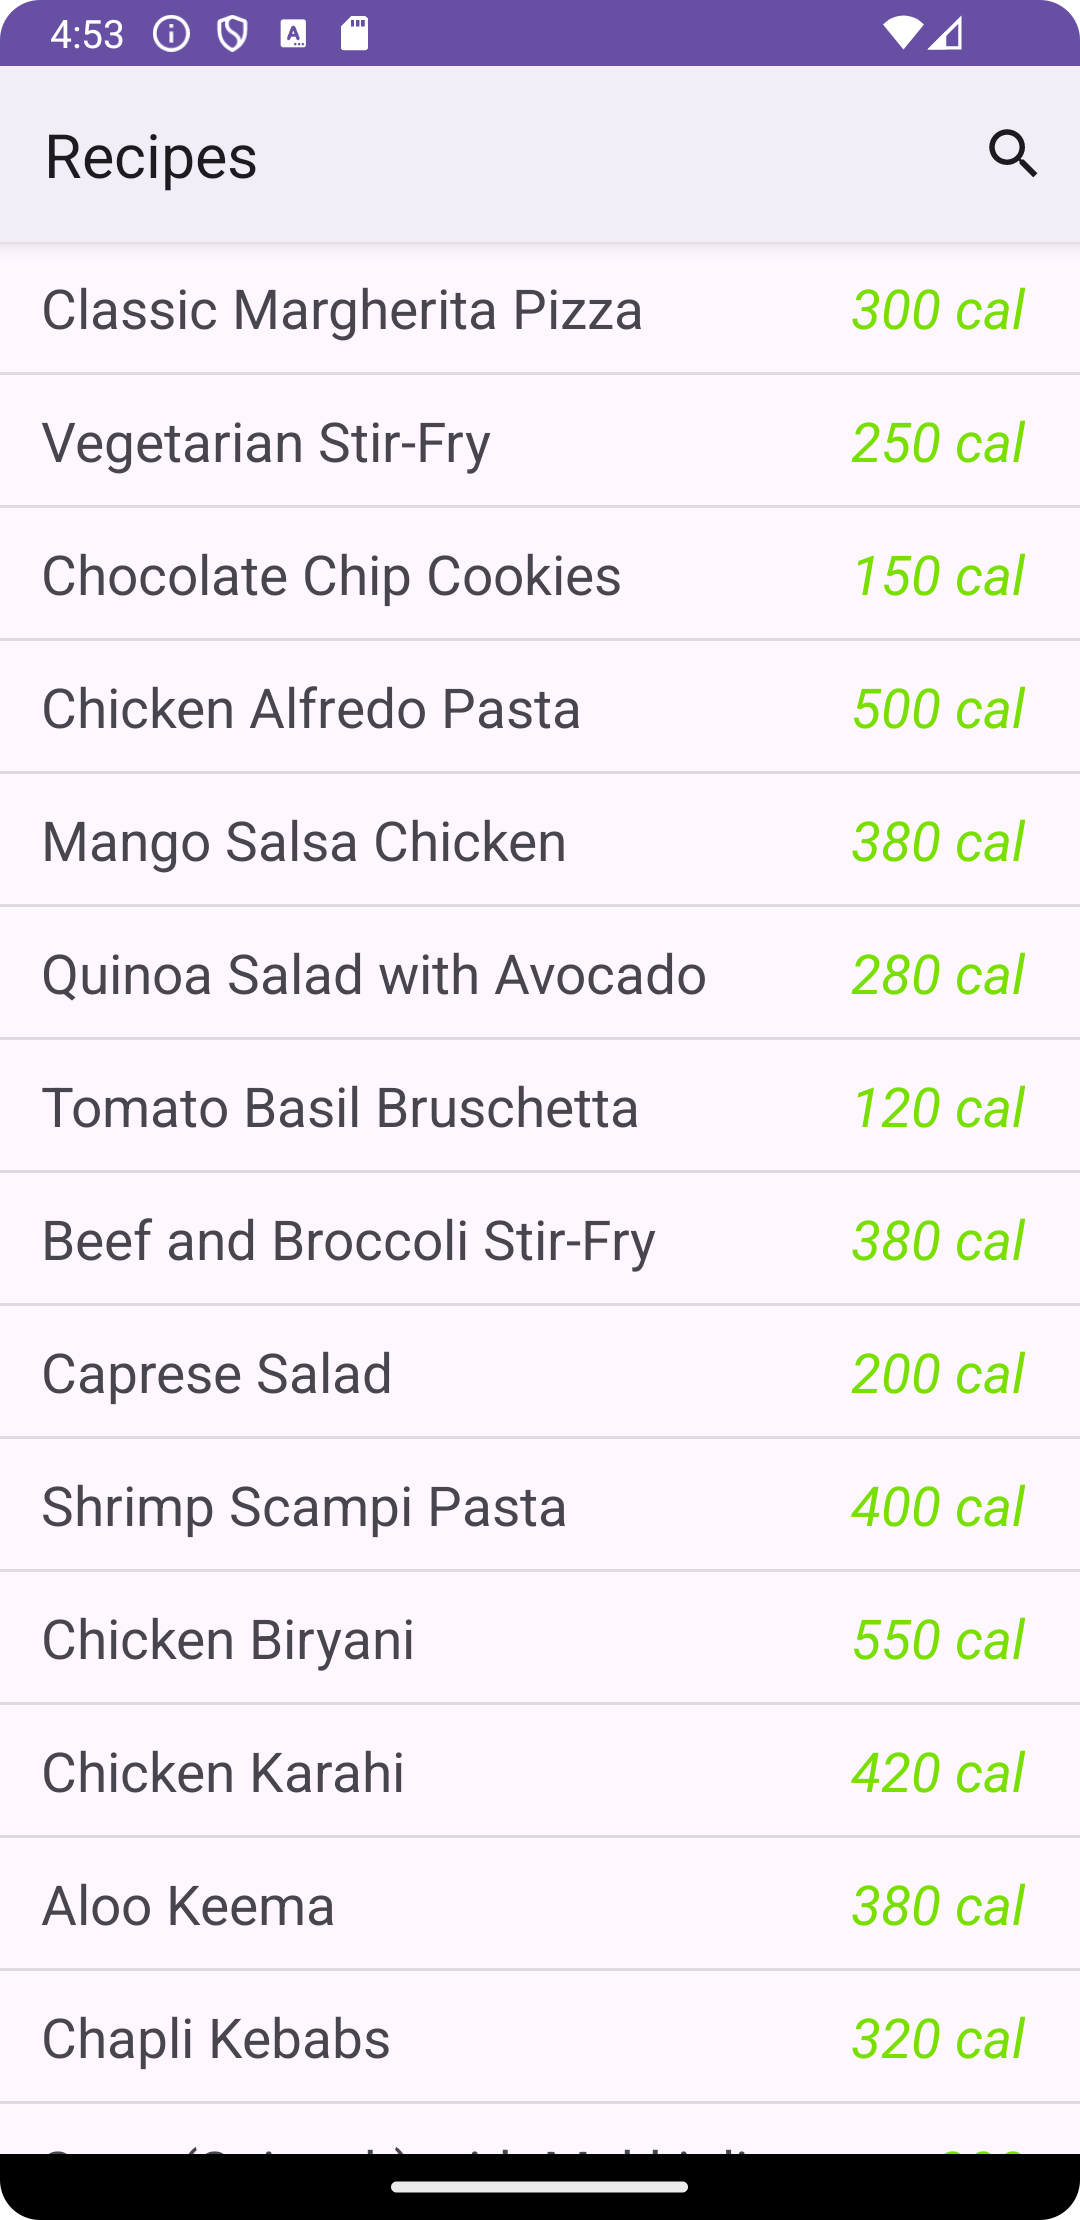 4:53
Recipes
Classic Margherita Pizza 300 cal
Vegetarian Stir-Fry 250 cal
Chocolate Chip Cookies 150 cal
Chicken Alfredo Pasta 500 cal
Mango Salsa Chicken 380 cal
Quinoa Salad with Avocado 280 cal
Tomato Basil Bruschetta 120 cal
Beef and Broccoli Stir-Fry 380 cal
Caprese Salad 200 cal
Shrimp Scampi Pasta 400 cal
Chicken Biryani 550 cal
Chicken Karahi 420 cal
Aloo Keema 380 cal
Chapli Kebabs 320 cal